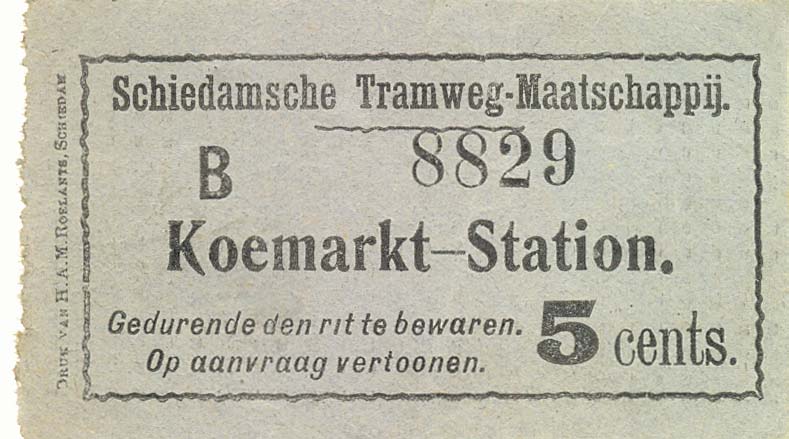 Schiedamsche Tramweg-Maatschappij.
B 8829
Koemarkt–Station.
Gedurende den rit te bewaren.
Op aanvraag vertoonen.
5 cents.
DRUK VAN H. A. M. ROELANTS, SCHIEDAM